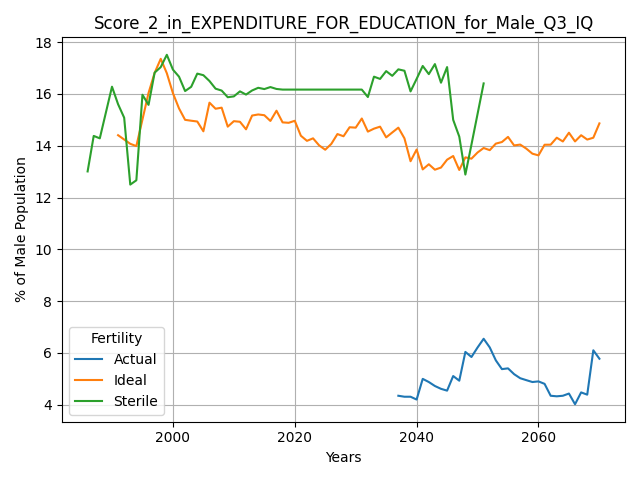 Score_2_in_EXPENDITURE_FOR_EDUCATION_for_Male_Q3_IQ
% of Male Population
18
16
14
12
10
8
6
4
Fertility
Actual
Ideal
Sterile
2000 2020 2040 2060
Years